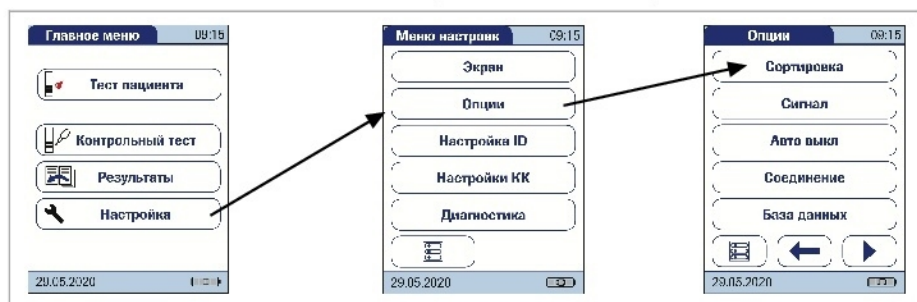 Главное меню 09:15
Тест пациента
Контрольный тест
Результаты
Настройка
29.05.2020
Меню настроек 09:15
Экран
Опции
Настройка ID
Настройки КК
Диагностика
29.05.2020
Опции 09:15
Сортировка
Сигнал
Авто выкл
Соединение
База данных
29.05.2020